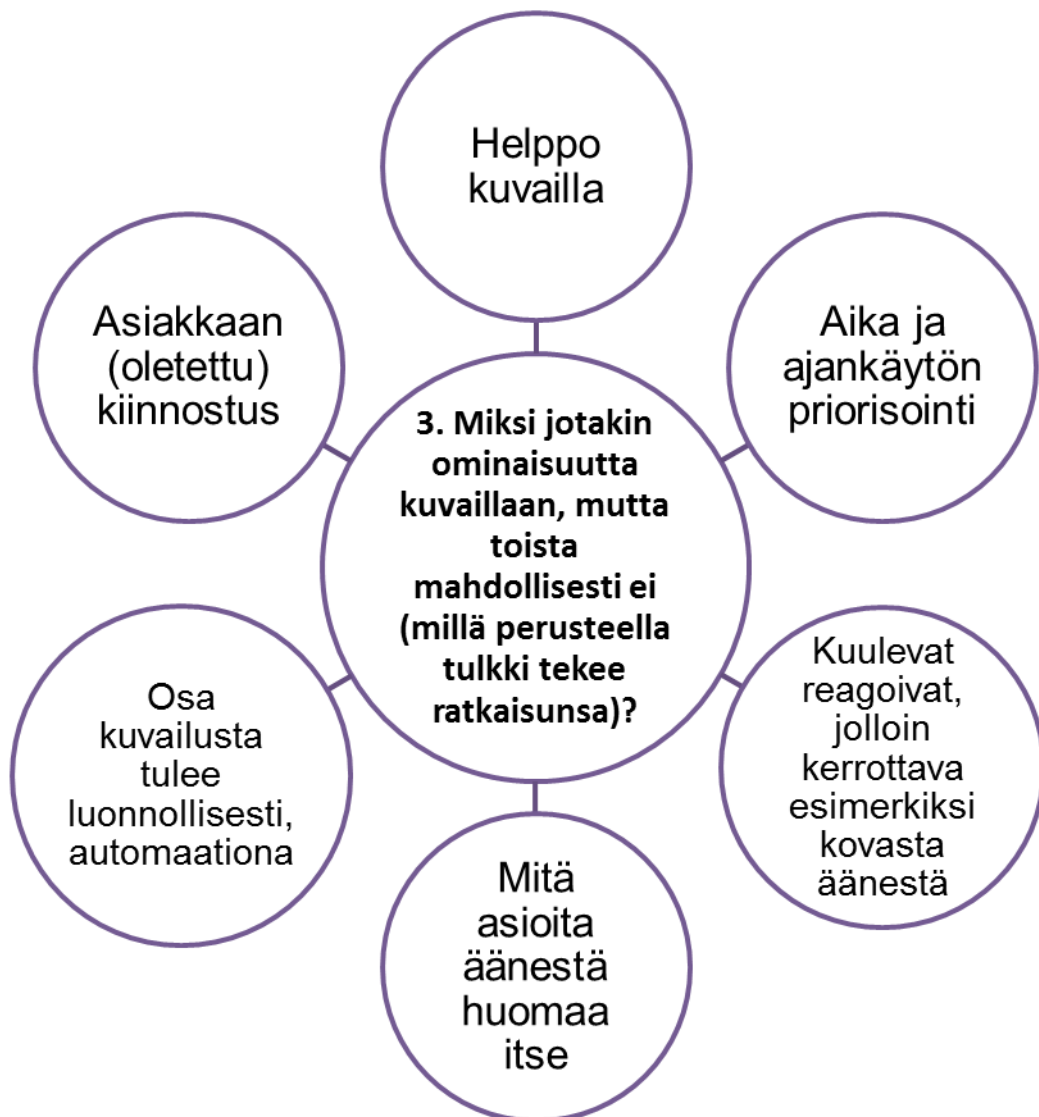 Helppo
kuvailla
Aika ja
ajankäytön
priorisointi
Kuulevat
reagoivat,
jolloin
kerrottava
esimerkiksi
kovasta
äänestä
Mitä
asioita
äänestä
huomaa
itse
Osa
kuvailusta
tulee
luonnollisesti,
automaationa
Asiakkaan
(oletettu)
kiinnostus
3. Miksi jotakin
ominaisuutta
kuvaillaan, mutta
toista
mahdollisesti ei
(millä perusteella
tulkki tekee
ratkaisunsa)?